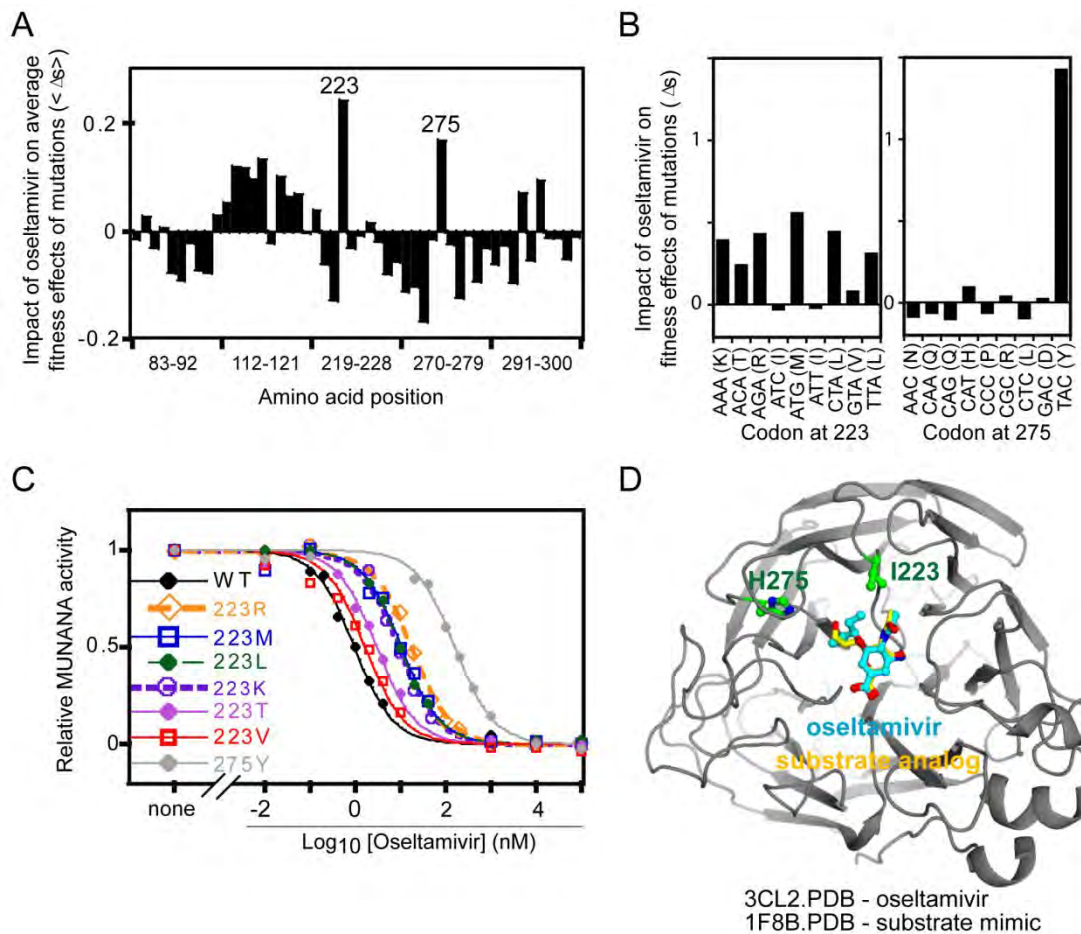 A
Impact of oseltamivir on average
fitness effects of mutations (< Δs>)
0.2
0
-0.2
223
275
83-92 112-121 219-228 270-279 291-300
Amino acid position
B
Impact of oseltamivir on
fitness effects of mutations ( Δs)
1
0
AAA (K)
ACA (T)
AGA (R)
ATC (I)
ATG (M)
ATT (I)
CTA (L)
GTA (V)
TTA (L)
Codon at 223
1
0
AAC (N)
CAA (Q)
CAG (Q)
CAT (H)
CCC (P)
CGC (R)
CTC (L)
GAC (D)
TAC (Y)
Codon at 275
C
Relative MUNANA activity
1
0.5
0
WT
223R
223M
223L
223K
223T
223V
275Y
none -2 0 2 4
Log10 [Oseltamivir] (nM)
D
H275
I223
oseltamivir
substrate analog
3CL2.PDB - oseltamivir
1F8B.PDB - substrate mimic